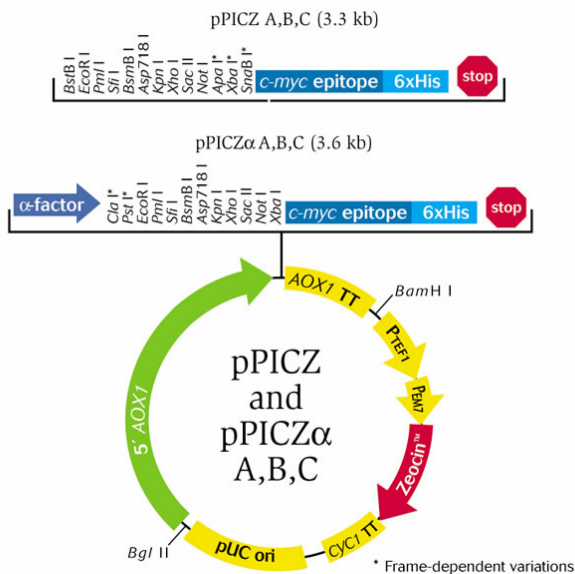 pPICZ A,B,C (3.3 kb)
BstB I
EcoR I
Pml I
Sfi I
BsmB I
Asp718 I
Kpn I
Xho I
Sac II
Not I
Apa I*
Xba I*
SnaB I*
c-myc epitope
6xHis
stop
pPICZα A,B,C (3.6 kb)
α-factor
Cla I*
Pst I*
EcoR I
Pml I
Sfi I
BsmB I
Asp718 I
Kpn I
Xho I
Sac II
Not I
Xba I
c-myc epitope
6xHis
stop
AOX1 TT
BamH I
PTEF1
PEM7
Zeocin™
CYC1 TT
pUC ori
Bgl II
5´ AOX1
pPICZ
and
pPICZα
A,B,C
* Frame-dependent variations